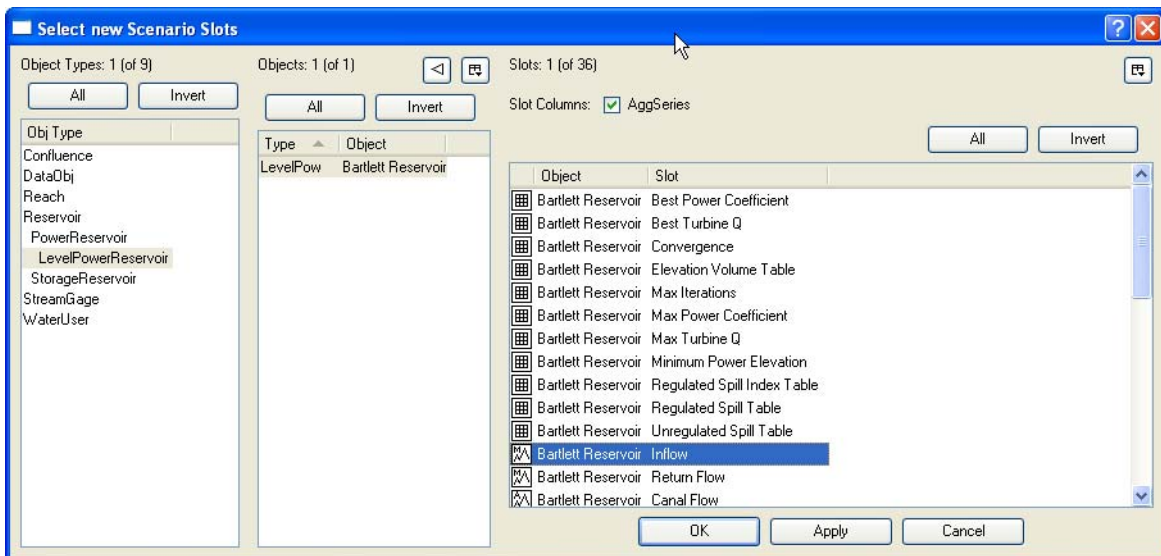 Select new Scenario Slots
Object Types: 1 (of 9)
All Invert
Obj Type
Confluence
DataObj
Reach
Reservoir
PowerReservoir
LevelPowerReservoir
StorageReservoir
StreamGage
WaterUser
Objects: 1 (of 1)
All Invert
Type Object
LevelPow Bartlett Reservoir
Slots: 1 (of 36)
Slot Columns: AggSeries
All Invert
Object Slot
Bartlett Reservoir Best Power Coefficient
Bartlett Reservoir Best Turbine Q
Bartlett Reservoir Convergence
Bartlett Reservoir Elevation Volume Table
Bartlett Reservoir Max Iterations
Bartlett Reservoir Max Power Coefficient
Bartlett Reservoir Max Turbine Q
Bartlett Reservoir Minimum Power Elevation
Bartlett Reservoir Regulated Spill Index Table
Bartlett Reservoir Regulated Spill Table
Bartlett Reservoir Unregulated Spill Table
Bartlett Reservoir Inflow
Bartlett Reservoir Return Flow
Bartlett Reservoir Canal Flow
OK Apply Cancel